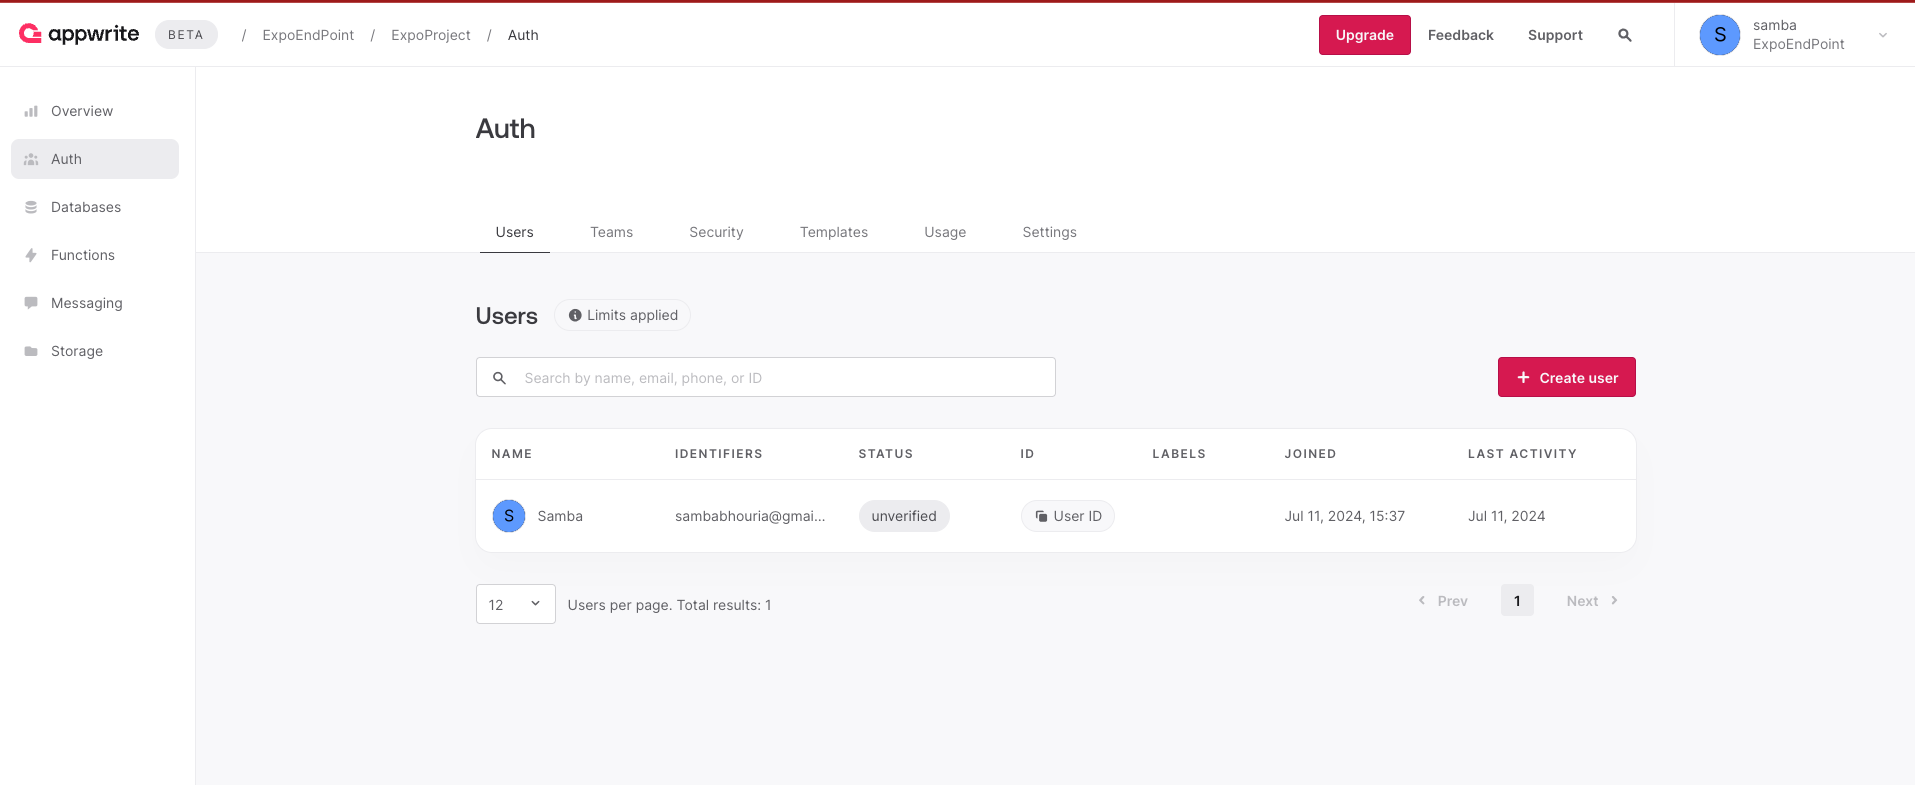 appwrite BETA / ExpoEndPoint / ExpoProject / Auth Upgrade Feedback Support S samba
ExpoEndPoint
Overview
Auth
Databases
Functions
Messaging
Storage
Auth
Users Teams Security Templates Usage Settings
Users Limits applied
Search by name, email, phone, or ID
+ Create user
NAME IDENTIFIERS STATUS ID LABELS JOINED LAST ACTIVITY
S Samba sambabhouria@gmai... unverified User ID Jul 11, 2024, 15:37 Jul 11, 2024
12 Users per page. Total results: 1 Prev 1 Next